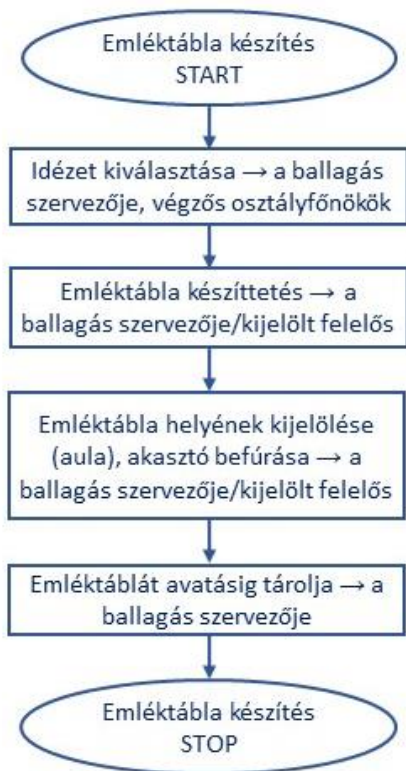 Emléktábla készítés
START
Idézet kiválasztása → a ballagás
szervezője, végzős osztályfőnökök
Emléktábla készíttetés → a
ballagás szervezője/kijelölt felelős
Emléktábla helyének kijelölése
(aula), akasztó befúrása → a
ballagás szervezője/kijelölt felelős
Emléktáblát avatásig tárolja → a
ballagás szervezője
Emléktábla készítés
STOP